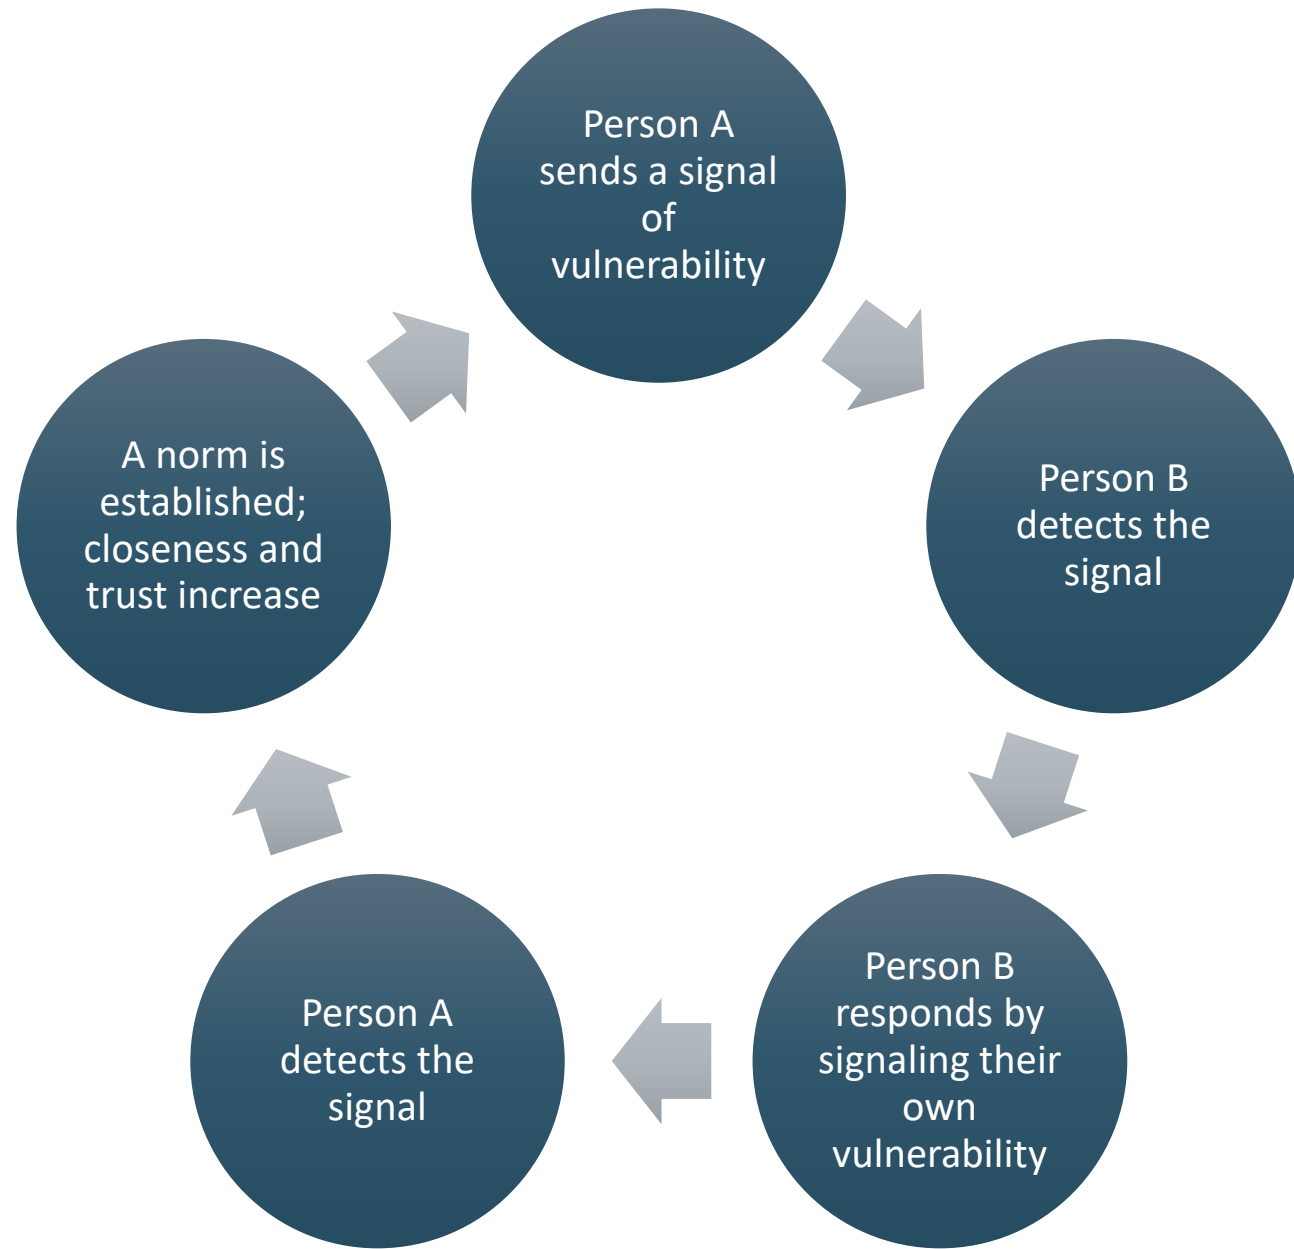 Person A
sends a signal
of
vulnerability
Person B
detects the
signal
Person B
responds by
signaling their
own
vulnerability
Person A
detects the
signal
A norm is
established;
closeness and
trust increase